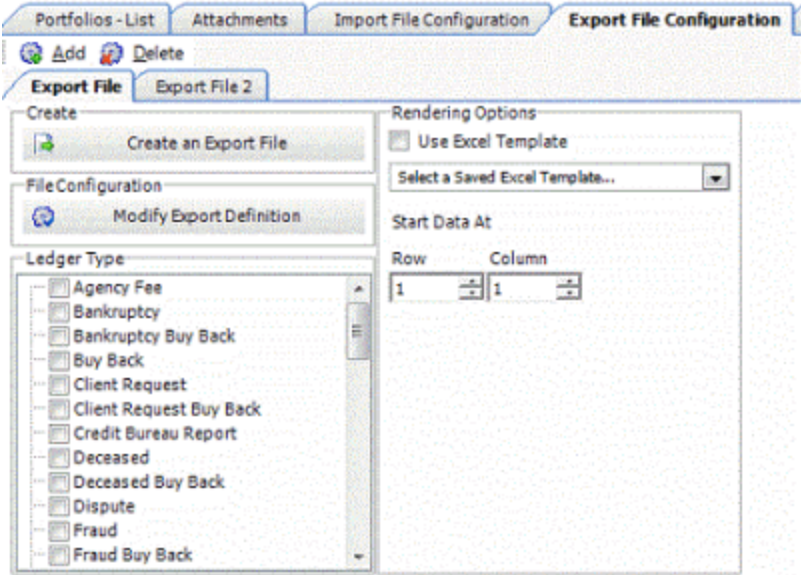 Portfolios - List Attachments Import File Configuration Export File Configuration
Add Delete
Export File Export File 2
Create
Create an Export File
File Configuration
Modify Export Definition
Ledger Type
Agency Fee
Bankruptcy
Bankruptcy Buy Back
Buy Back
Client Request
Client Request Buy Back
Credit Bureau Report
Deceased
Deceased Buy Back
Dispute
Fraud
Fraud Buy Back
Rendering Options
Use Excel Template
Select a Saved Excel Template...
Start Data At
Row Column
1 1